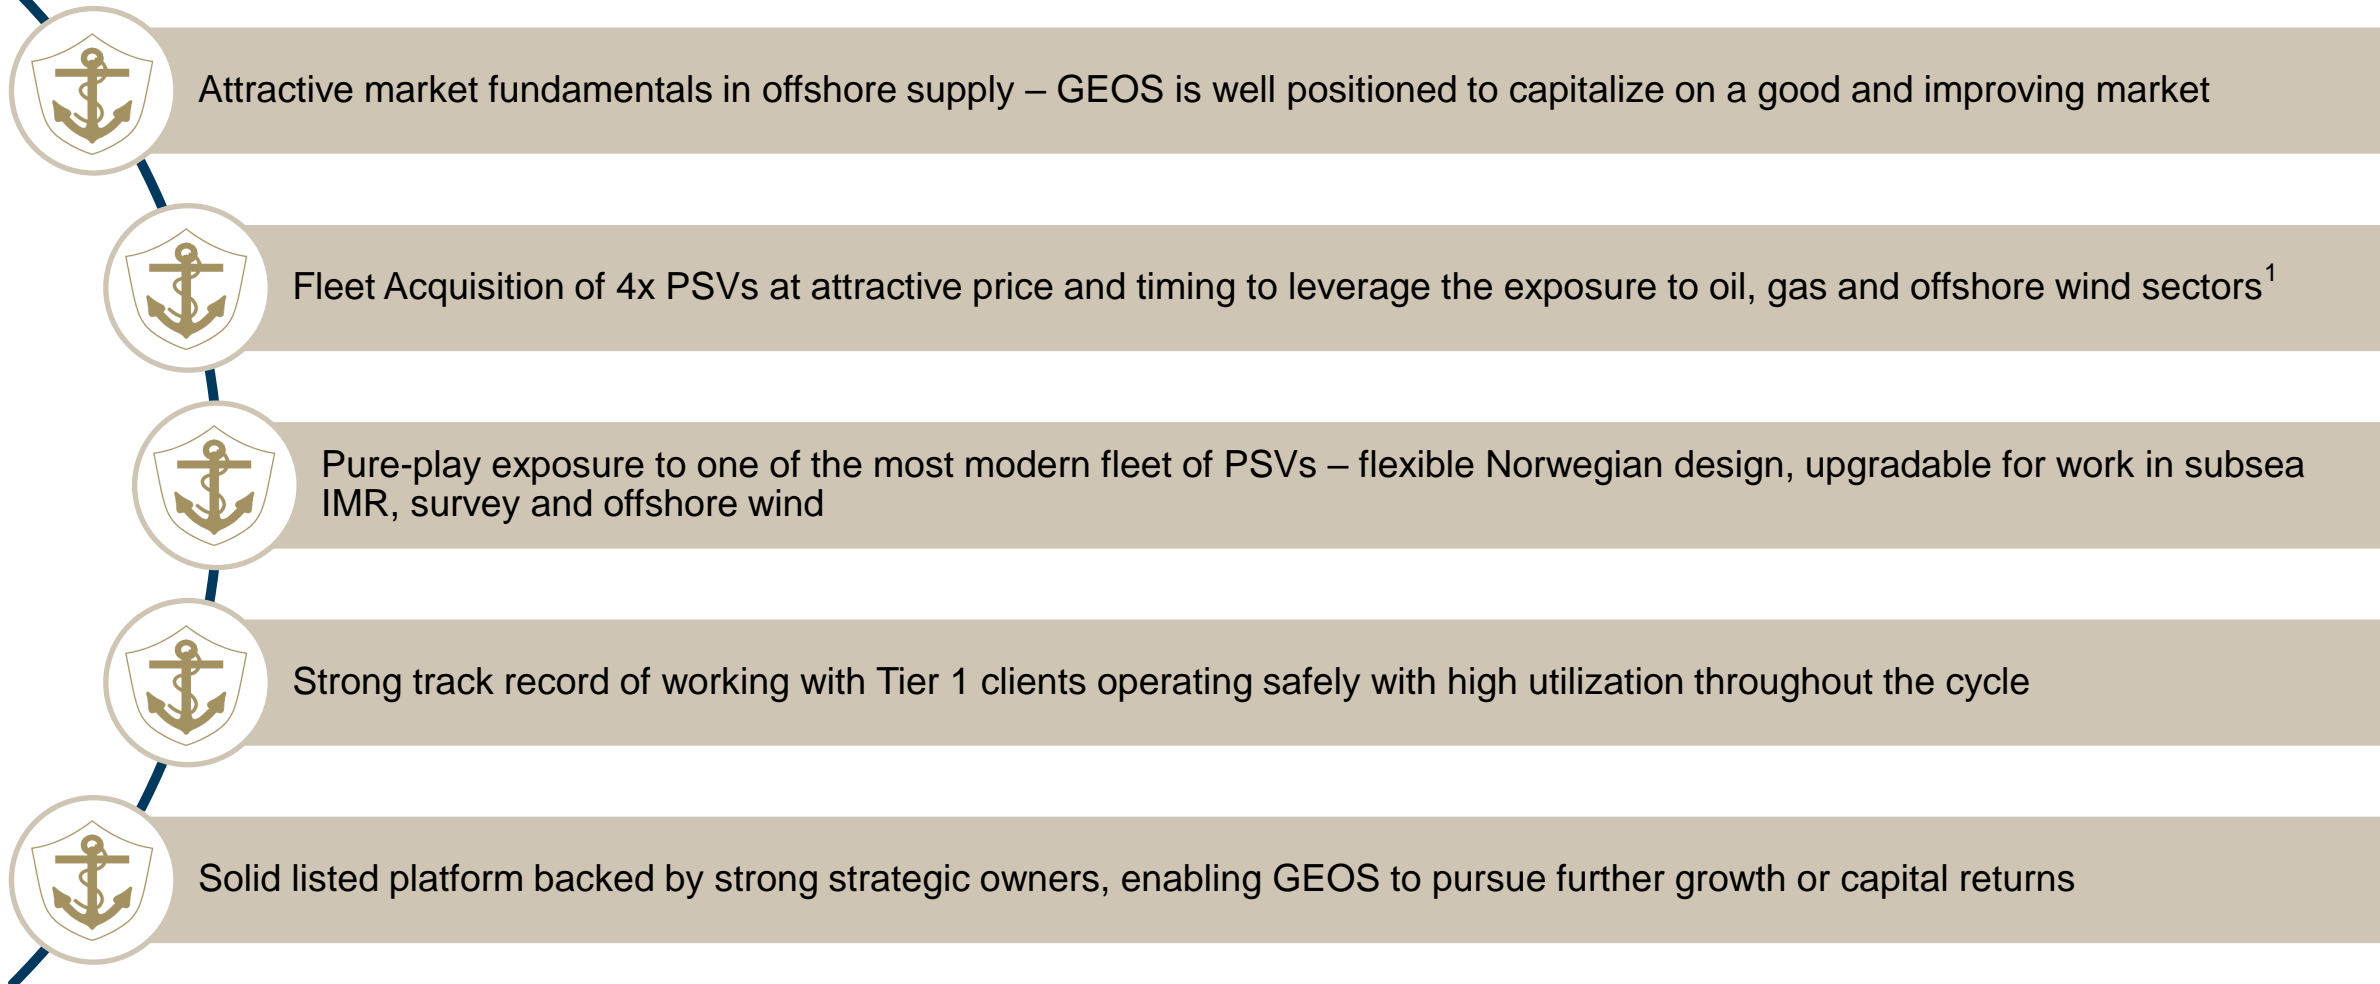 Attractive market fundamentals in offshore supply – GEOS is well positioned to capitalize on a good and improving market
Fleet Acquisition of 4x PSVs at attractive price and timing to leverage the exposure to oil, gas and offshore wind sectors¹
Pure-play exposure to one of the most modern fleet of PSVs – flexible Norwegian design, upgradable for work in subsea
IMR, survey and offshore wind
Strong track record of working with Tier 1 clients operating safely with high utilization throughout the cycle
Solid listed platform backed by strong strategic owners, enabling GEOS to pursue further growth or capital returns